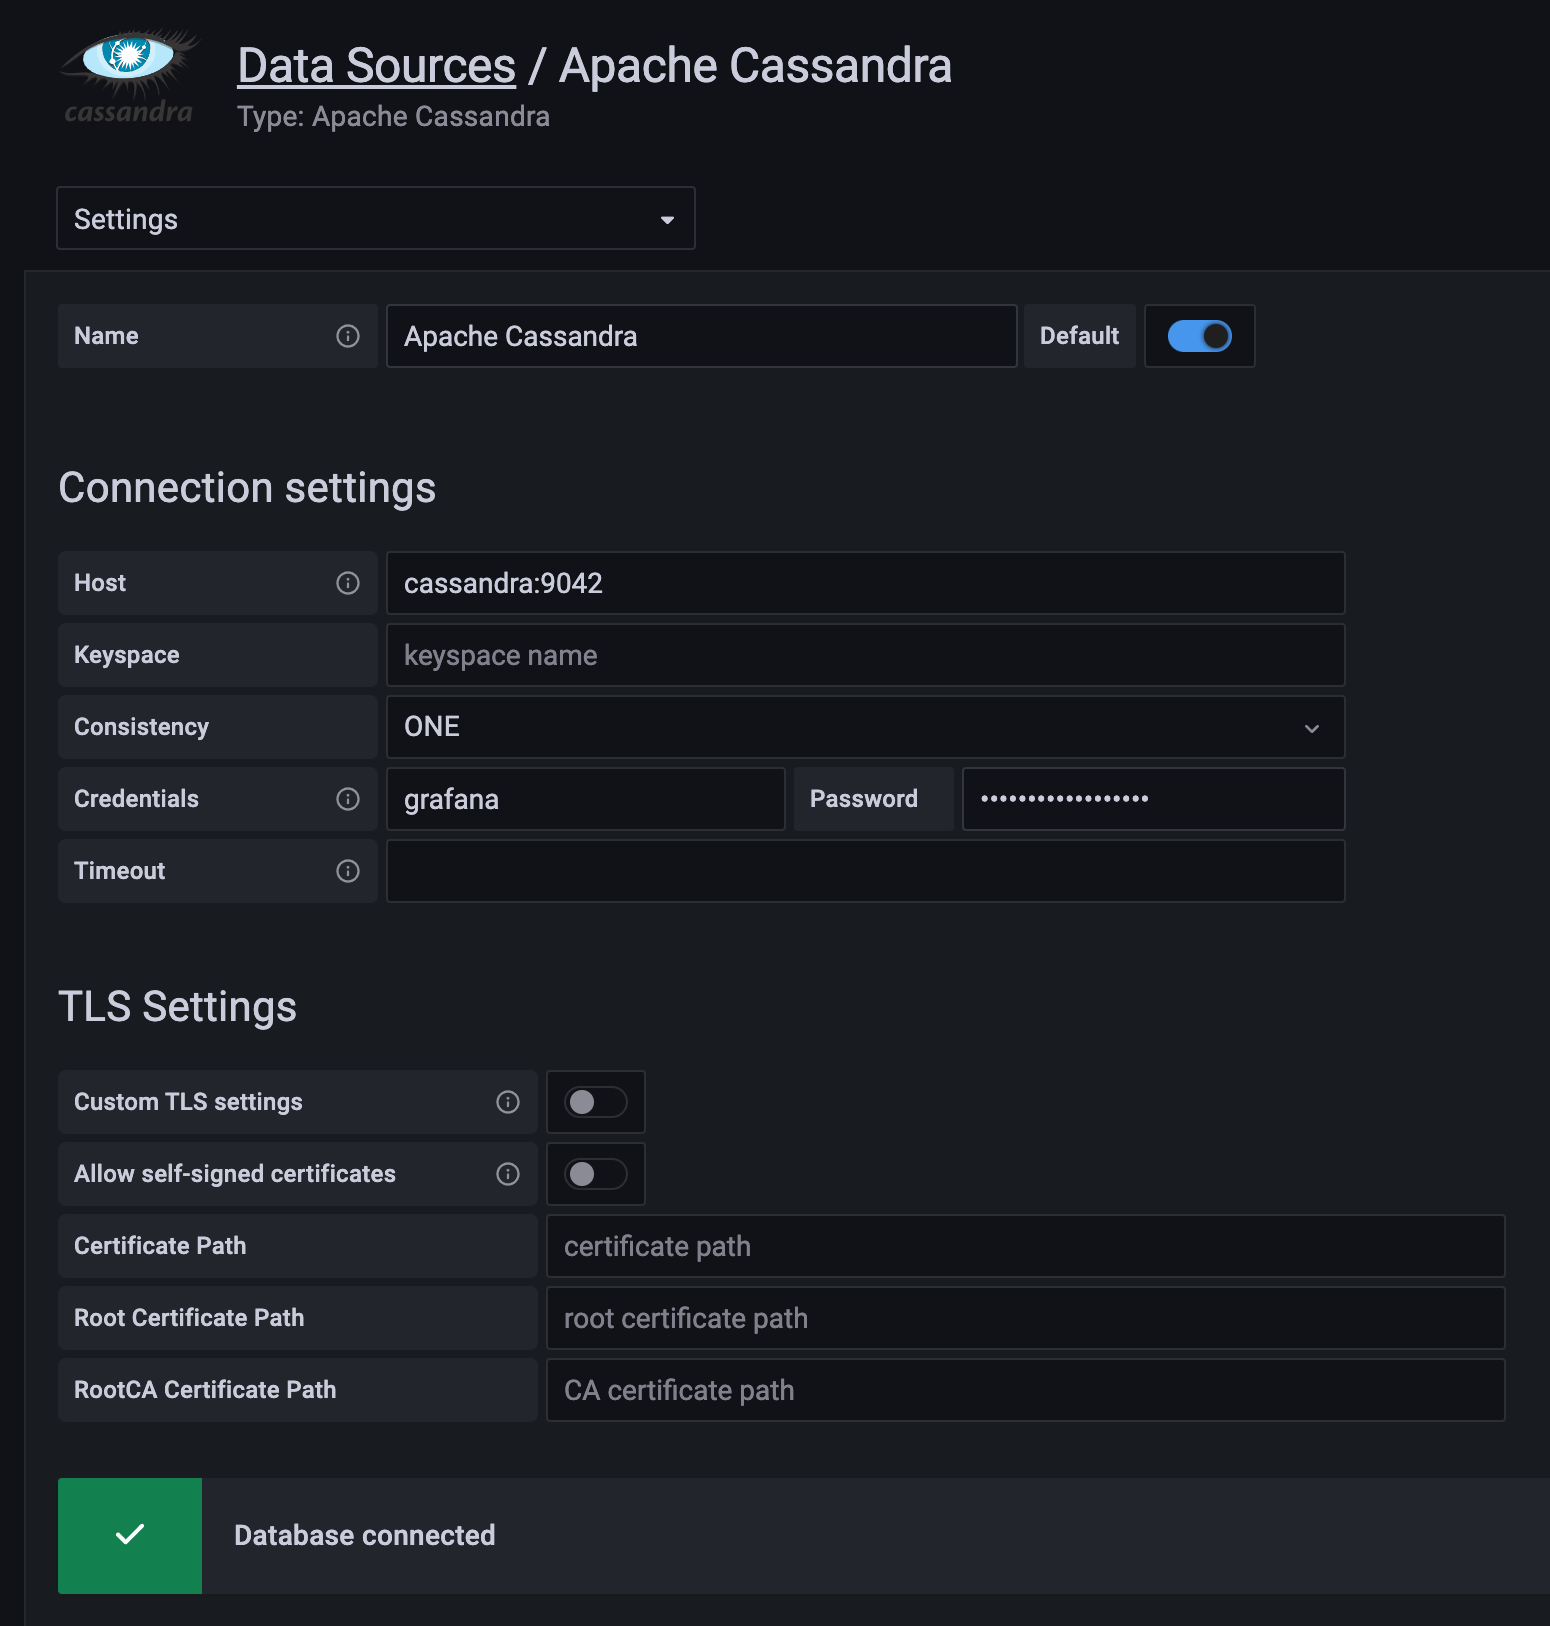 cassandra
Data Sources / Apache Cassandra
Type: Apache Cassandra
Settings
Name Apache Cassandra Default
Connection settings
Host cassandra:9042
Keyspace keyspace name
Consistency ONE
Credentials grafana Password ••••••••••••••••••
Timeout
TLS Settings
Custom TLS settings
Allow self-signed certificates
Certificate Path certificate path
Root Certificate Path root certificate path
RootCA Certificate Path CA certificate path
Database connected